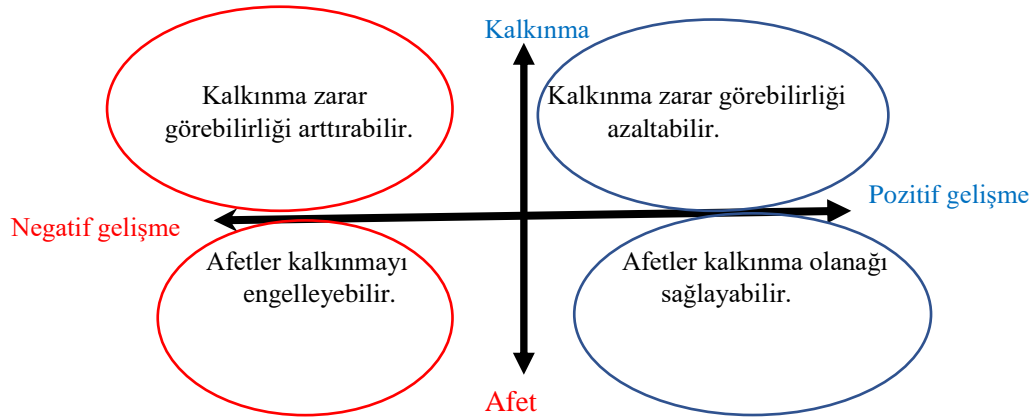 Kalkınma
Kalkınma zarar
görebilirliği arttırabilir.
Kalkınma zarar görebilirliği
azaltabilir.
Negatif gelişme
Pozitif gelişme
Afetler kalkınmayı
engelleyebilir.
Afetler kalkınma olanağı
sağlayabilir.
Afet